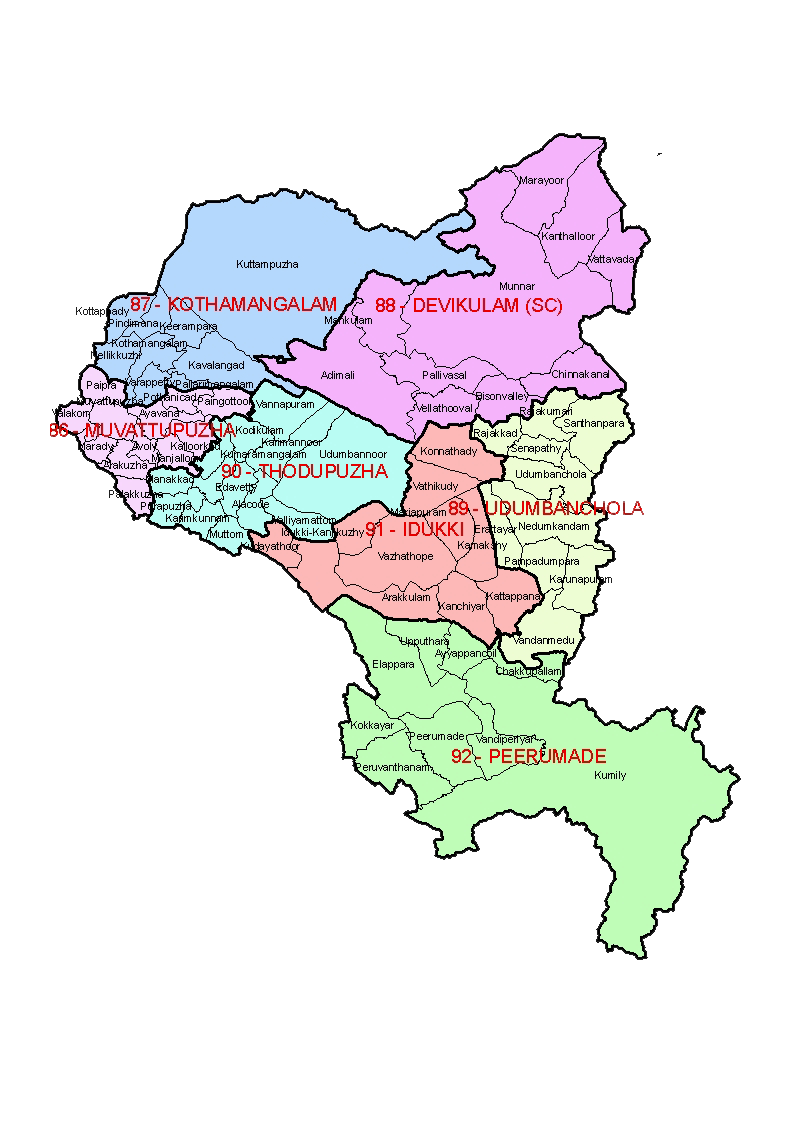 Marayoor
Kanthalloor
Vattavada
Kuttampuzha
Munnar
87 - KOTHAMANGALAM
88 - DEVIKULAM (SC)
Kottappady
Pindimana
Keerampara
Mankulam
Kothamangalam
Nellikkuzhi
Kavalangad
Adimali
Pallivasal
Chinnakanal
Paipra
Varappetty
Pallarimangalam
Pothanicad
Paingottoor
Bisonvalley
Muvattupuzha
Vannapuram
Vellathooval
Rajakumari
Valakom
Ayavana
Santhanpara
86 - MUVATTUPUZHA
Kodikulam
Rajakkad
Marady
Avoly
Kalloorkad
Karimannoor
Konnathady
Senapathy
Manjalloor
Kumaramangalam
Udumbannoor
Arakuzha
90 - THODUPUZHA
Udumbanchola
Manakkad
Edavetty
Vathikudy
Palakkuzha
Purapuzha
Alacode
89 - UDUMBANCHOLA
Karimkunnam
Velliyamattom
Mariapuram
91 - IDUKKI
Erattayar
Nedumkandam
Muttom
Idukki-Kanjikuzhy
Kudayathoor
Kamakshy
Vazhathope
Pampadumpara
Karunapuram
Arakkulam
Kanchiyar
Kattappana
Upputhara
Vandanmedu
Ayyappancoil
Elappara
Chakkupallam
Kokkayar
Peerumade
Vandiperiyar
92 - PEERUMADE
Peruvanthanam
Kumily